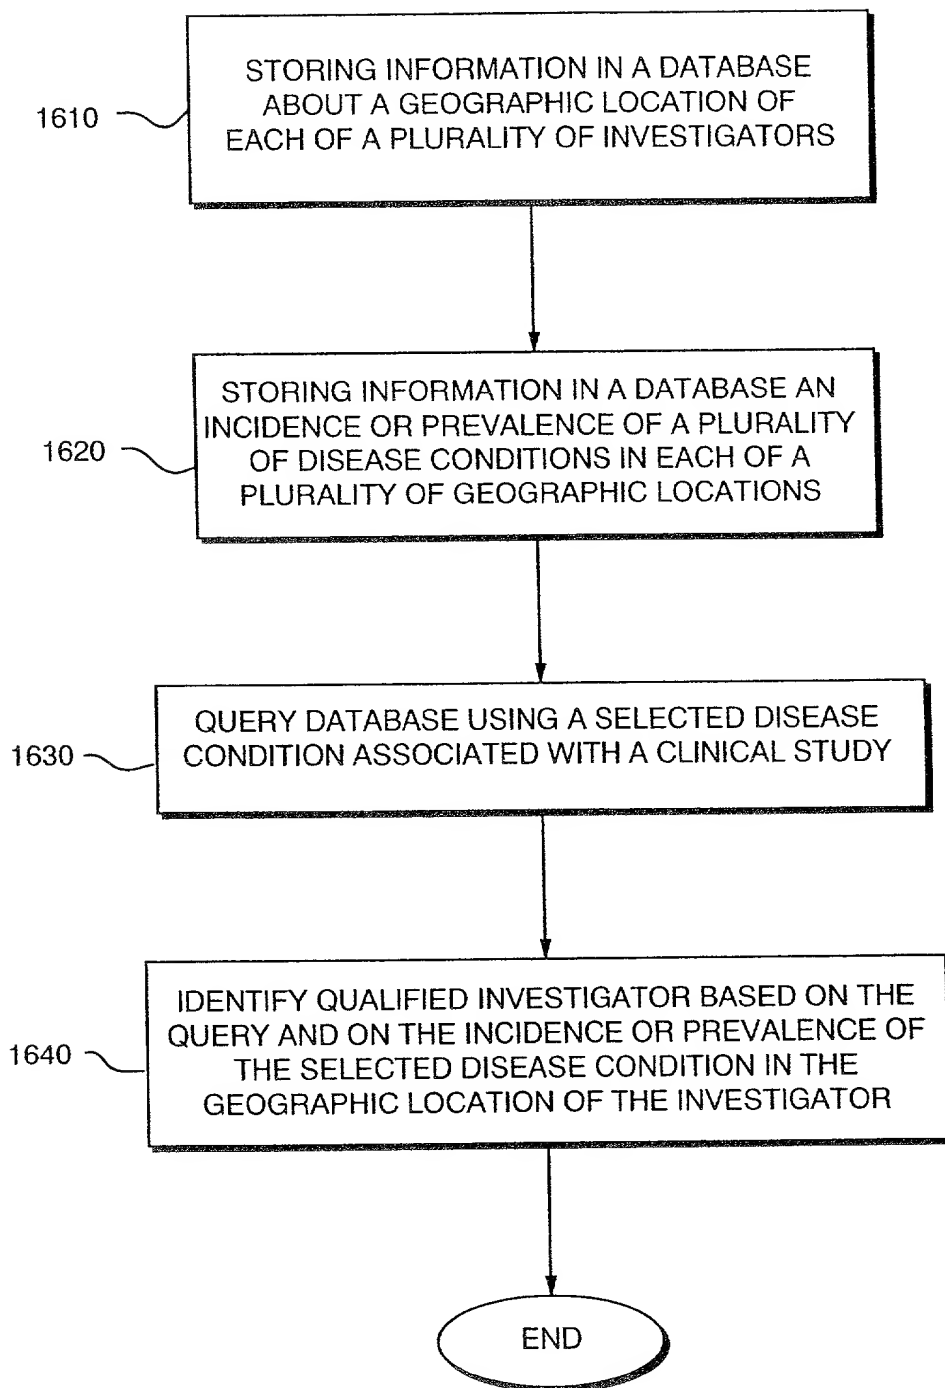 STORING INFORMATION IN A DATABASE
ABOUT A GEOGRAPHIC LOCATION OF
EACH OF A PLURALITY OF INVESTIGATORS
1610
STORING INFORMATION IN A DATABASE AN
INCIDENCE OR PREVALENCE OF A PLURALITY
OF DISEASE CONDITIONS IN EACH OF A
PLURALITY OF GEOGRAPHIC LOCATIONS
1620
QUERY DATABASE USING A SELECTED DISEASE
CONDITION ASSOCIATED WITH A CLINICAL STUDY
1630
IDENTIFY QUALIFIED INVESTIGATOR BASED ON THE
QUERY AND ON THE INCIDENCE OR PREVALENCE OF
THE SELECTED DISEASE CONDITION IN THE
GEOGRAPHIC LOCATION OF THE INVESTIGATOR
1640
END